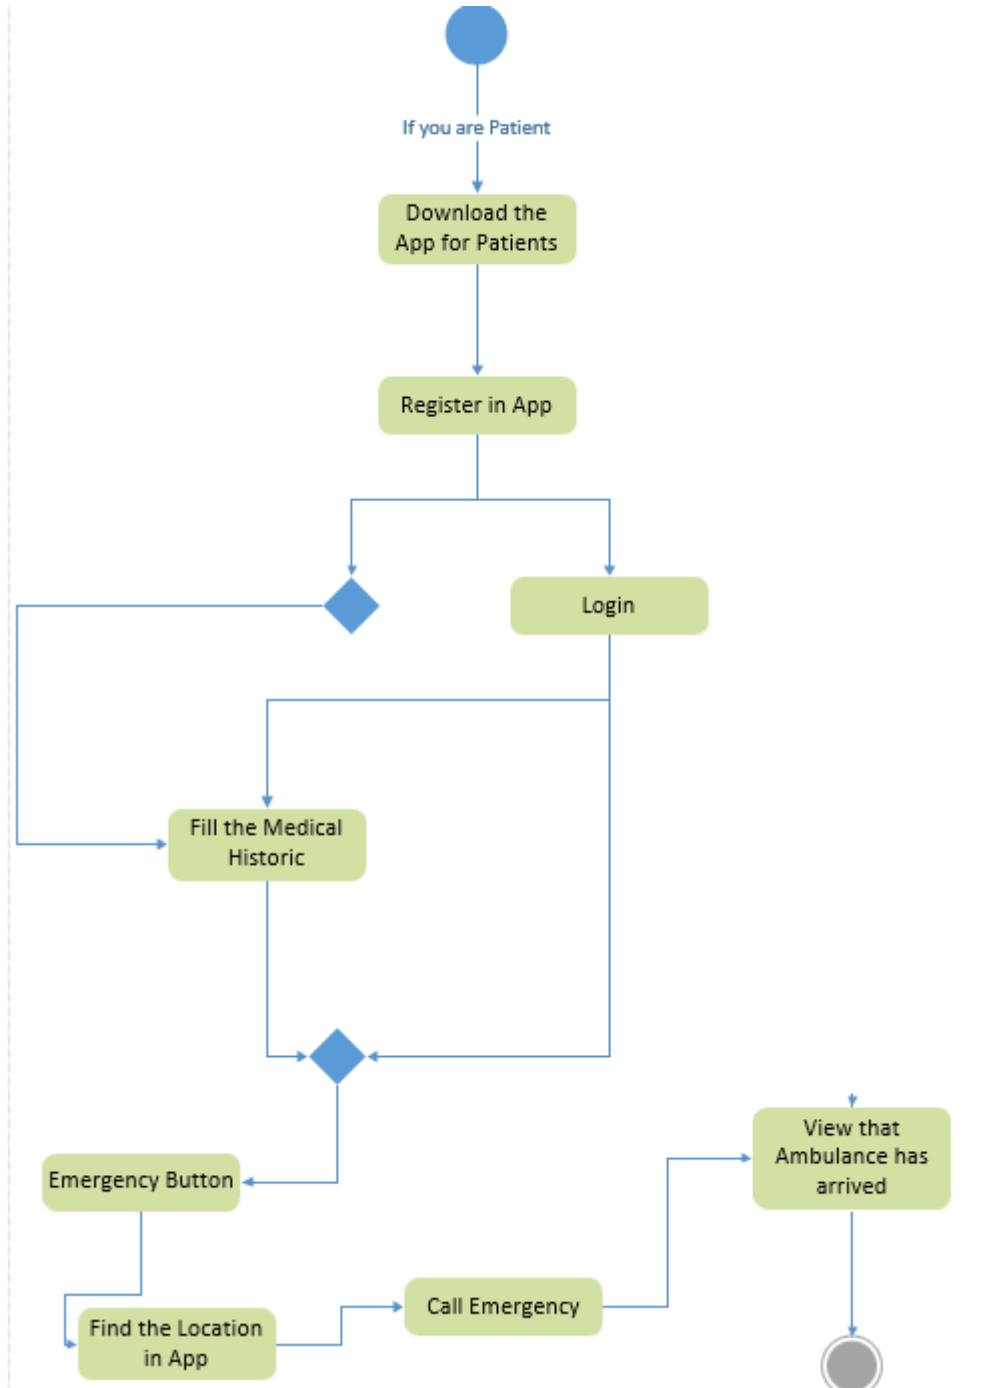 If you are Patient
Download the
App for Patients
Register in App
Login
Fill the Medical
Historic
View that
Ambulance has
arrived
Emergency Button
Call Emergency
Find the Location
in App